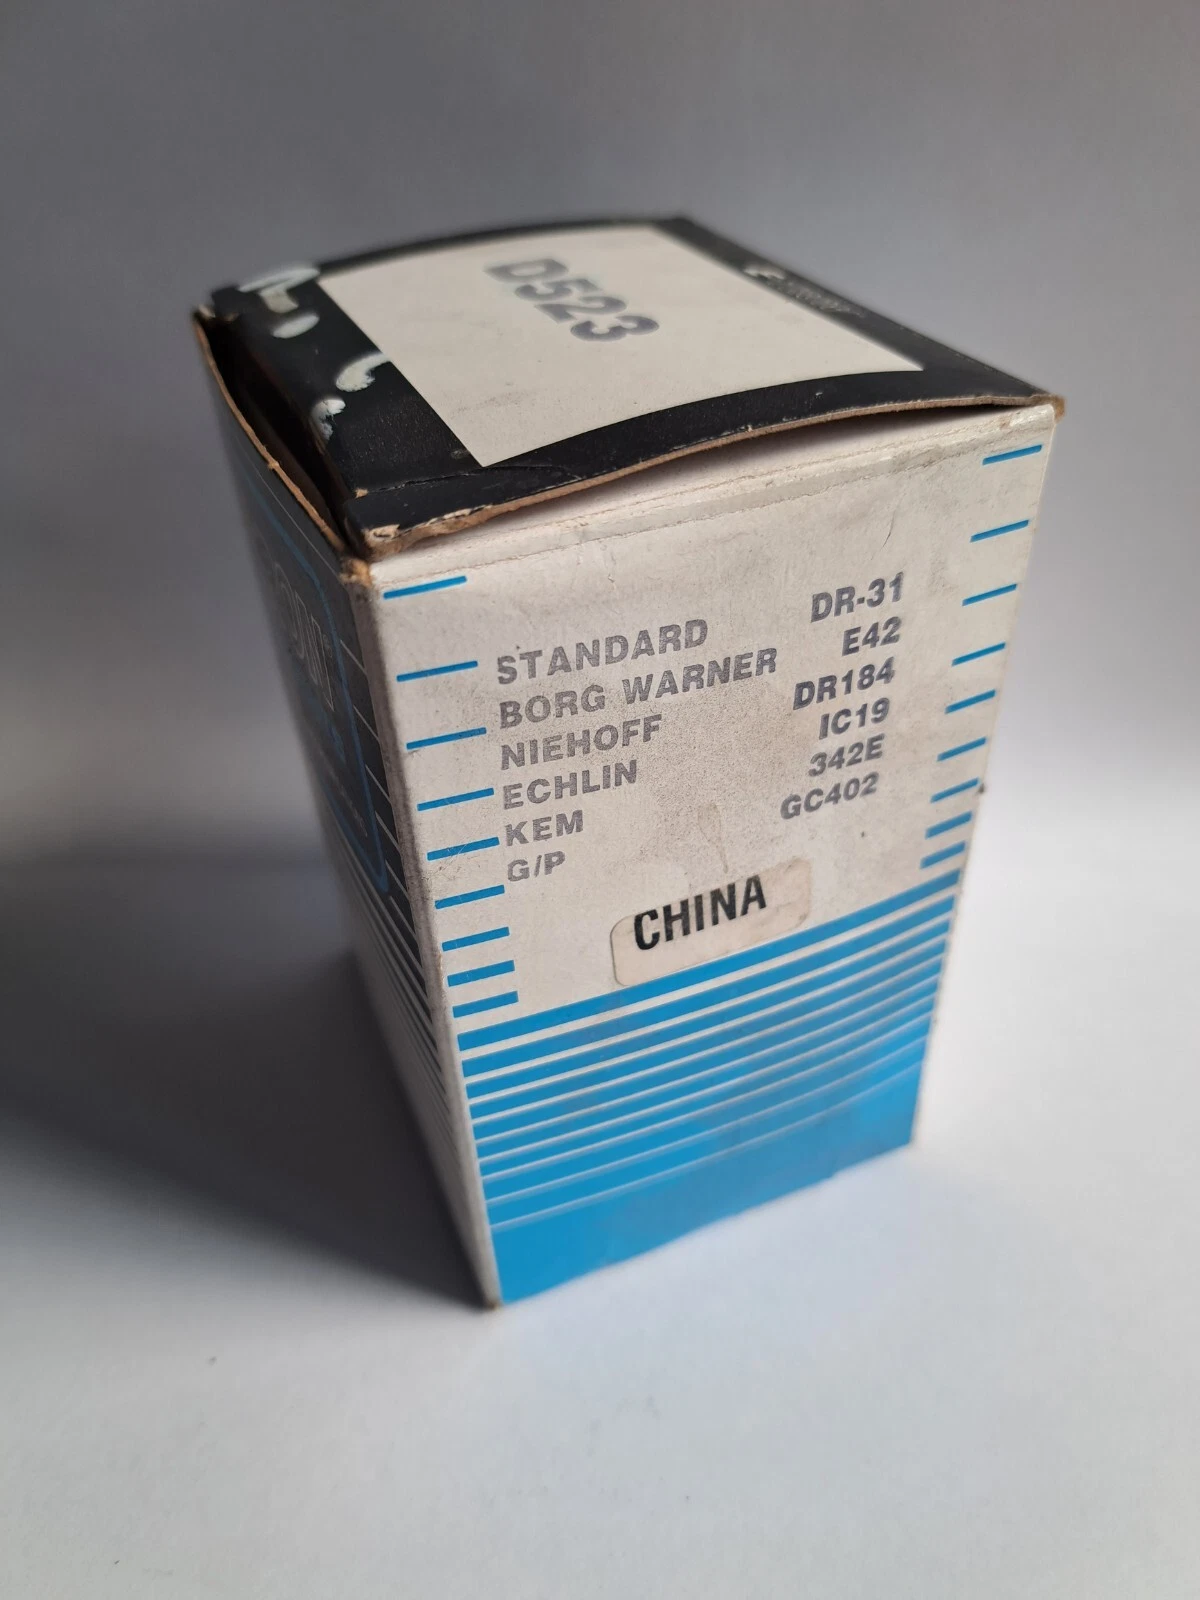 D523
STANDARD DR-31
BORG WARNER E42
NIEHOFF DR184
ECHLIN IC19
KEM 342E
G/P GC402
CHINA